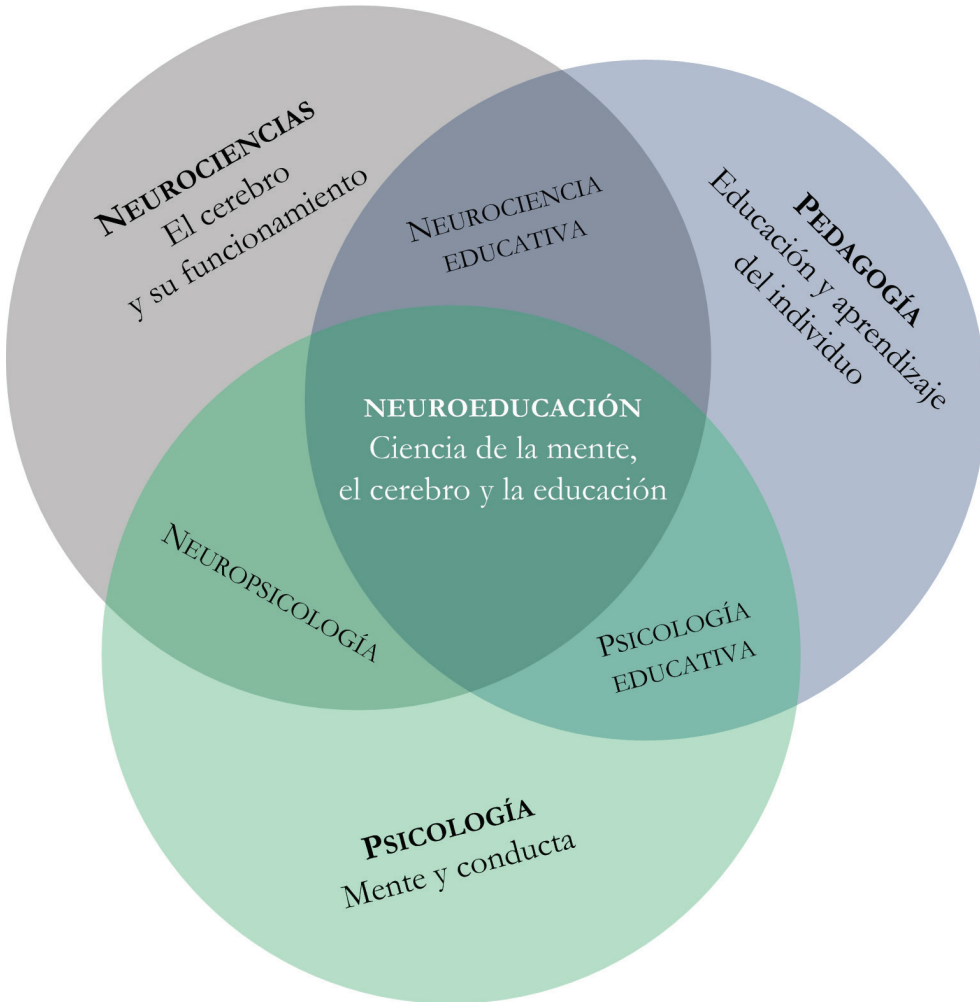 NEUROCIENCIAS
El cerebro
y su funcionamiento
NEUROCIENCIA
EDUCATIVA
PEDAGOGÍA
Educación y aprendizaje
del individuo
NEUROEDUCACIÓN
Ciencia de la mente,
el cerebro y la educación
NEUROPSICOLOGÍA
PSICOLOGÍA
EDUCATIVA
PSICOLOGÍA
Mente y conducta